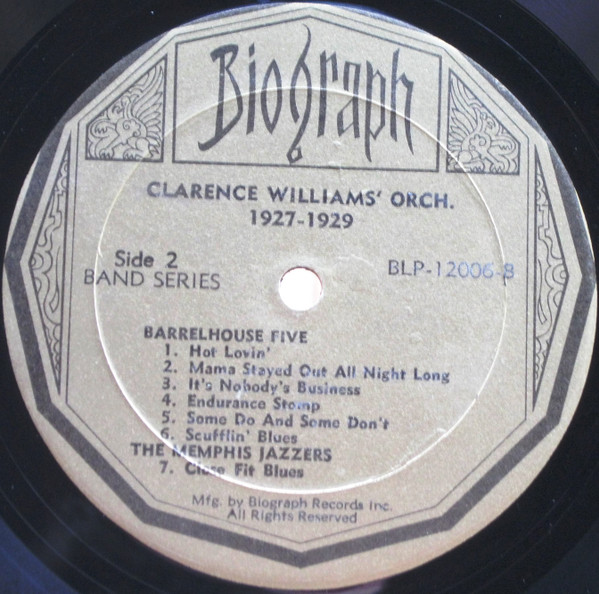 Biograph
CLARENCE WILLIAMS' ORCH.
1927-1929
Side 2
BAND SERIES
BLP-12006-B
BARRELHOUSE FIVE
1. Hot Lovin'
2. Mama Stayed Out All Night Long
3. It's Nobody's Business
4. Endurance Stomp
5. Some Do And Some Don't
6. Scufflin' Blues
THE MEMPHIS JAZZERS
7. Close Fit Blues
Mfg. by Biograph Records Inc.
All Rights Reserved